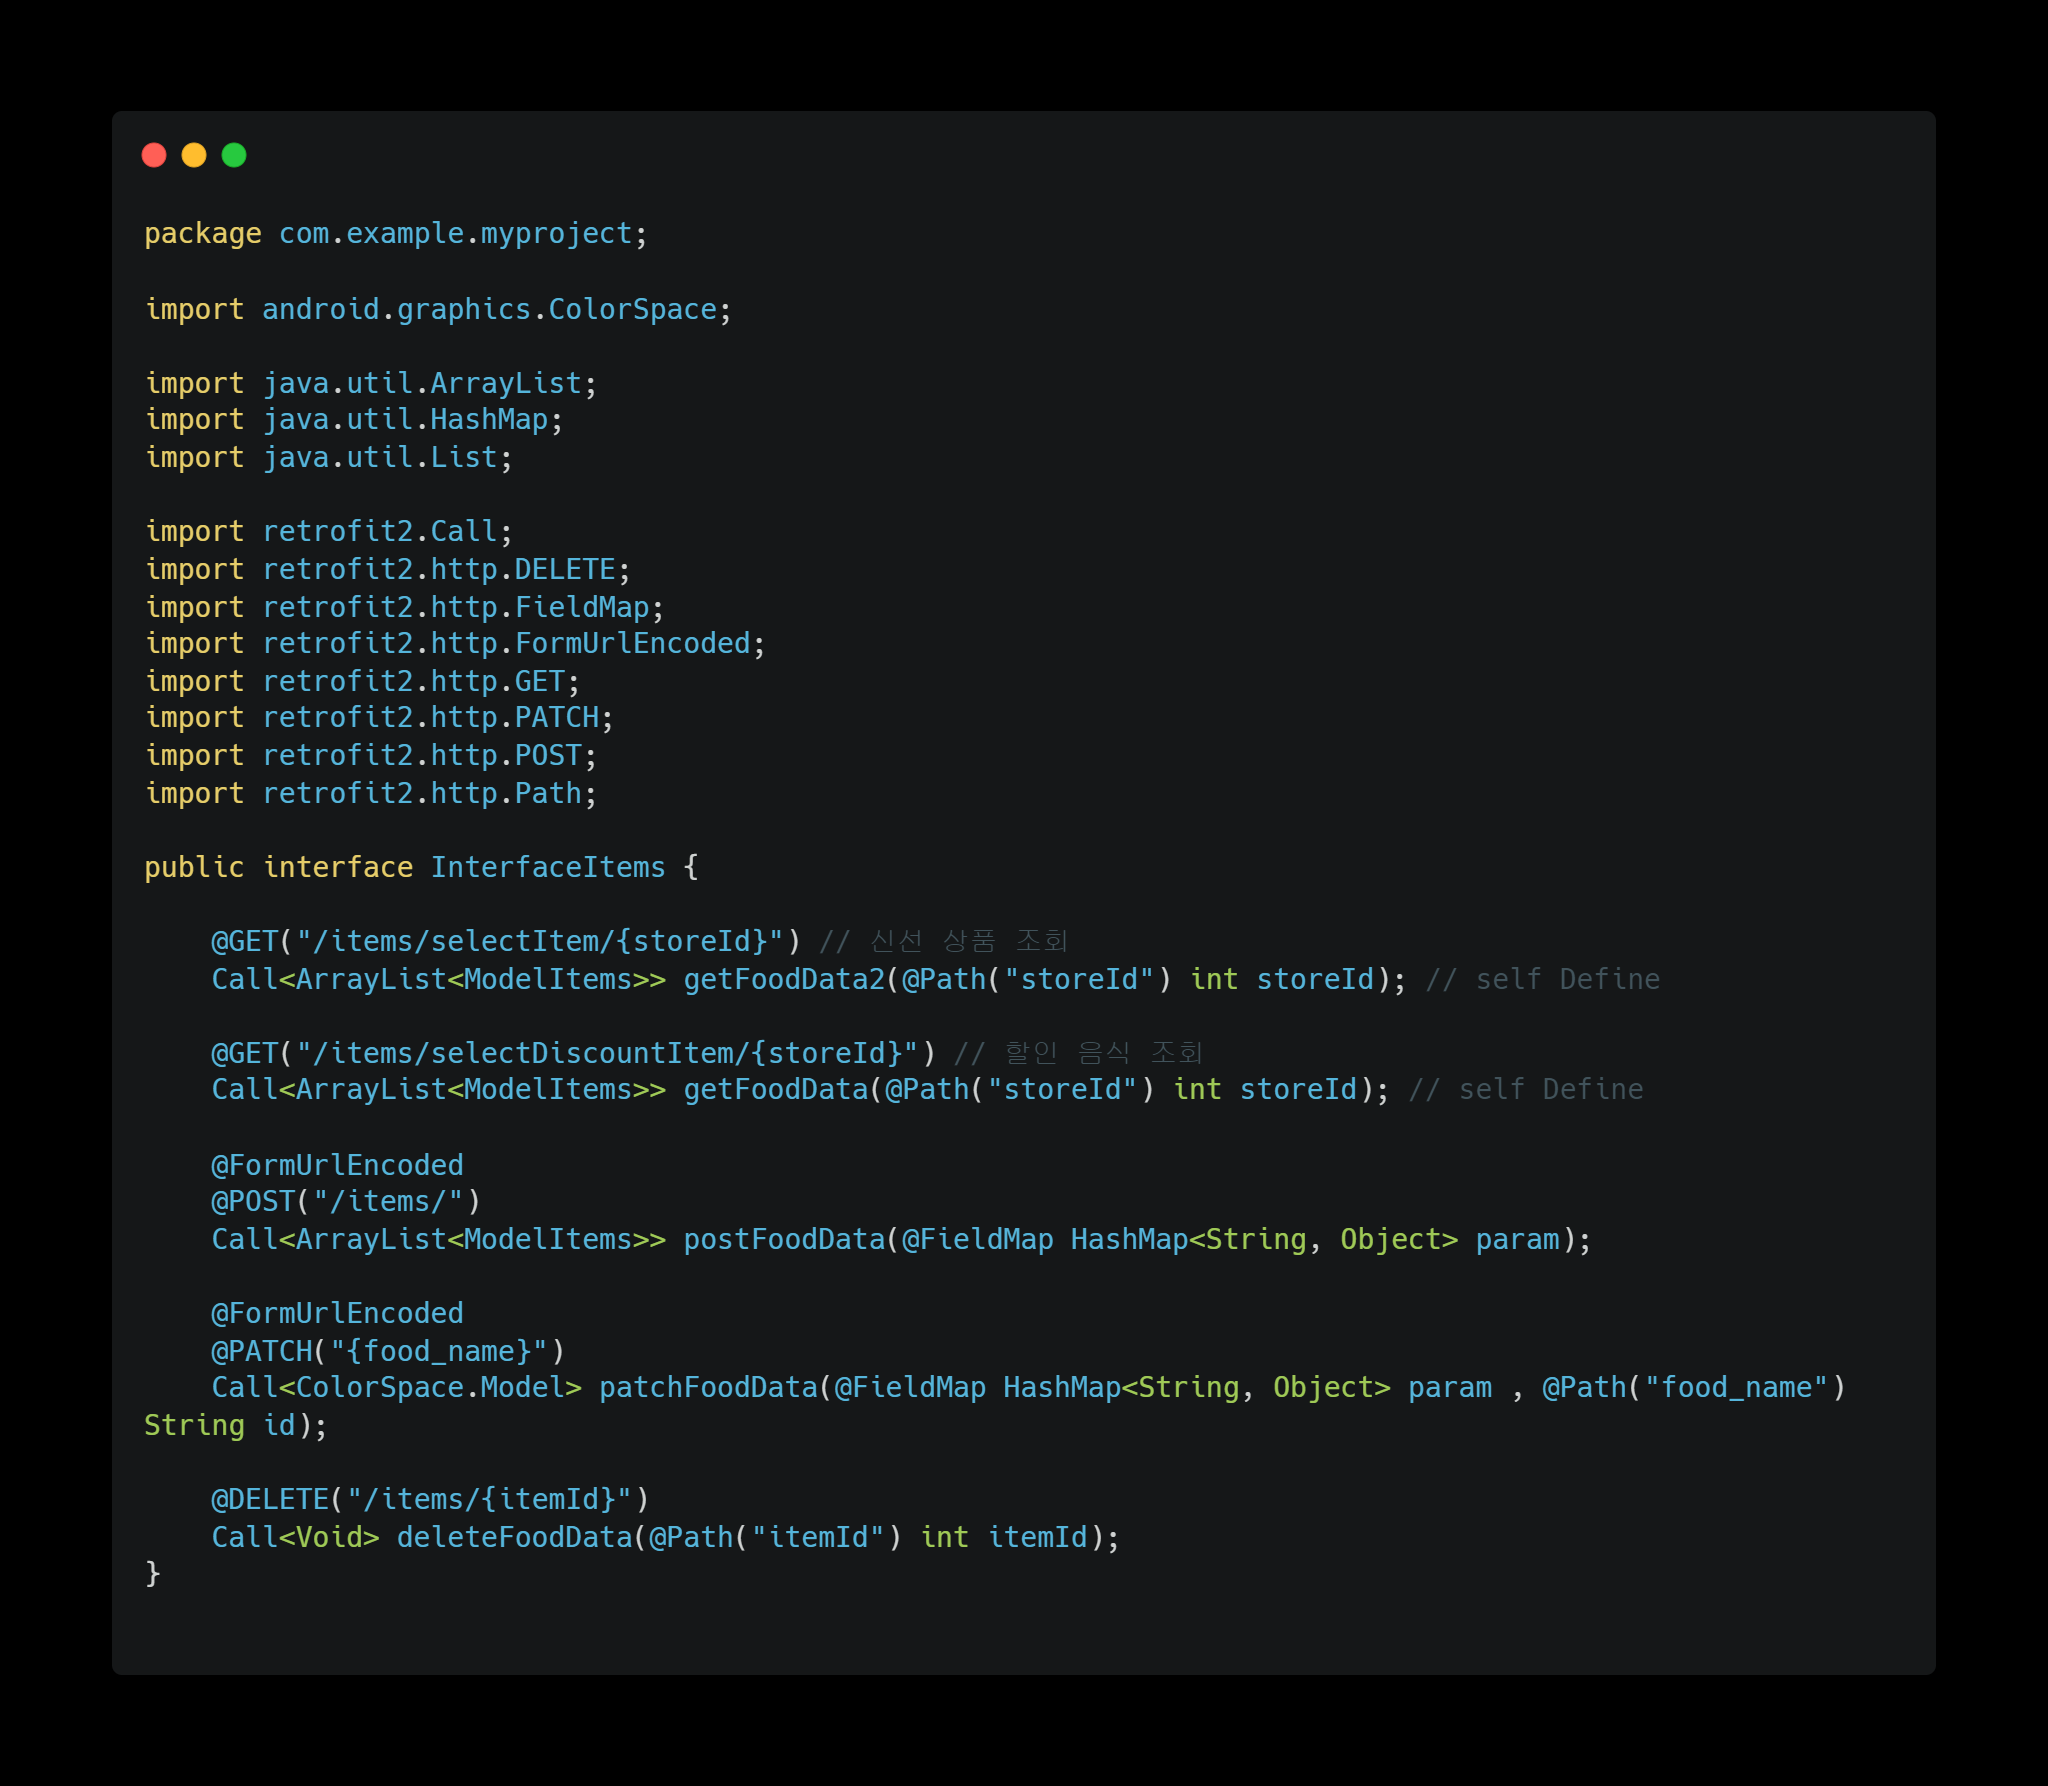 package com.example.myproject;

import android.graphics.ColorSpace;

import java.util.ArrayList;
import java.util.HashMap;
import java.util.List;

import retrofit2.Call;
import retrofit2.http.DELETE;
import retrofit2.http.FieldMap;
import retrofit2.http.FormUrlEncoded;
import retrofit2.http.GET;
import retrofit2.http.PATCH;
import retrofit2.http.POST;
import retrofit2.http.Path;

public interface InterfaceItems {

    @GET("/items/selectItem/{storeId}") // 신선 상품 조회
    Call<ArrayList<ModelItems>> getFoodData2(@Path("storeId") int storeId); // self Define

    @GET("/items/selectDiscountItem/{storeId}") // 할인 음식 조회
    Call<ArrayList<ModelItems>> getFoodData(@Path("storeId") int storeId); // self Define

    @FormUrlEncoded
    @POST("/items/")
    Call<ArrayList<ModelItems>> postFoodData(@FieldMap HashMap<String, Object> param);

    @FormUrlEncoded
    @PATCH("{food_name}")
    Call<ColorSpace.Model> patchFoodData(@FieldMap HashMap<String, Object> param , @Path("food_name")
String id);

    @DELETE("/items/{itemId}")
    Call<Void> deleteFoodData(@Path("itemId") int itemId);
}